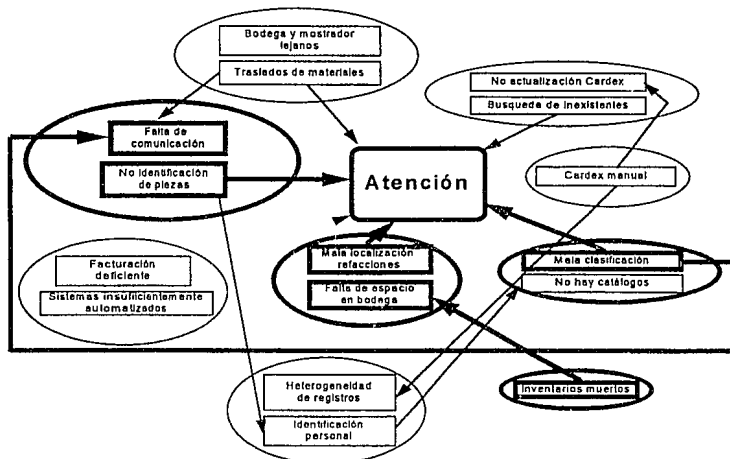 Bodega y mostrador
lejanos
Traslados de materiales
No actualización Cardex
Busqueda de inexistentes
Falta de
comunicación
No identificación
de piezas
Atención
Cardex manual
Facturación
deficiente
Sistemas insuficientemente
automatizados
Mala localización
refacciones
Falta de espacio
en bodega
Mala clasificación
No hay catálogos
Heterogeneidad
de registros
Identificación
personal
Inventarios muertos